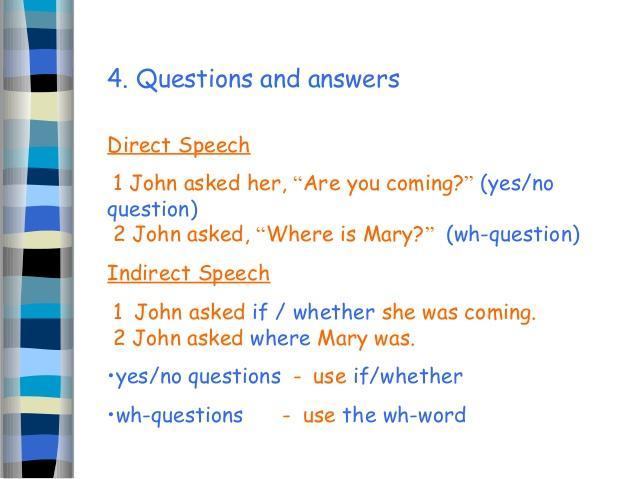 4. Questions and answers
Direct Speech
1 John asked her, “Are you coming?” (yes/no
question)
2 John asked, “Where is Mary?” (wh-question)
Indirect Speech
1 John asked if / whether she was coming.
2 John asked where Mary was.
•yes/no questions - use if/whether
•wh-questions - use the wh-word